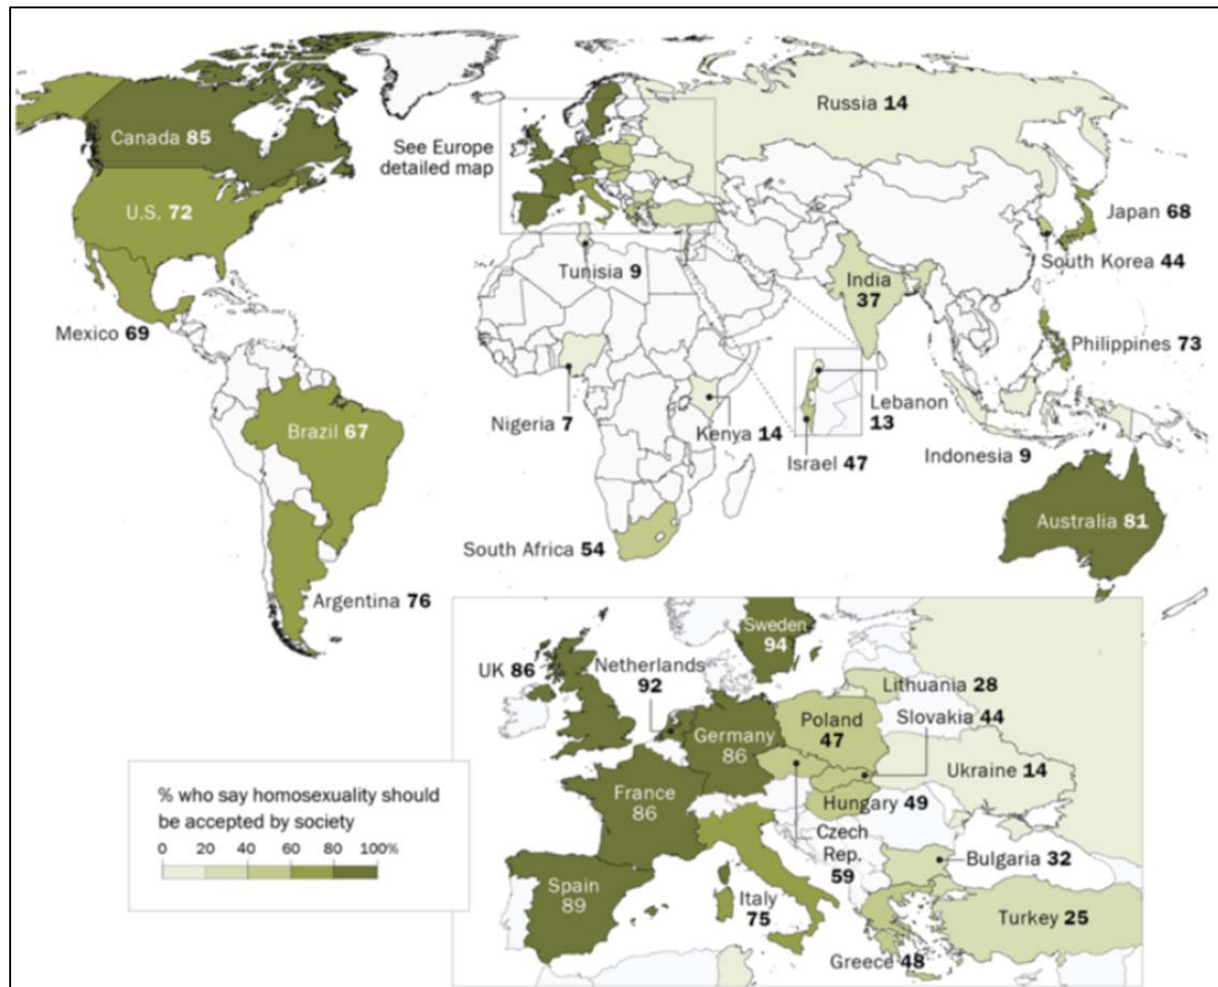 Canada 85
U.S. 72
Mexico 69
Brazil 67
Argentina 76
See Europe
detailed map
Russia 14
Japan 68
South Korea 44
Tunisia 9
India
37
Philippines 73
Nigeria 7
Kenya 14
Lebanon
13
Israel 47
Indonesia 9
South Africa 54
Australia 81
Sweden
94
UK 86
Netherlands
92
Lithuania 28
Poland
47
Slovakia 44
Germany
86
Ukraine 14
France
86
Hungary 49
Czech
Rep.
59
Bulgaria 32
Spain
89
Italy
75
Turkey 25
Greece 48
% who say homosexuality should
be accepted by society
0 20 40 60 80 100%